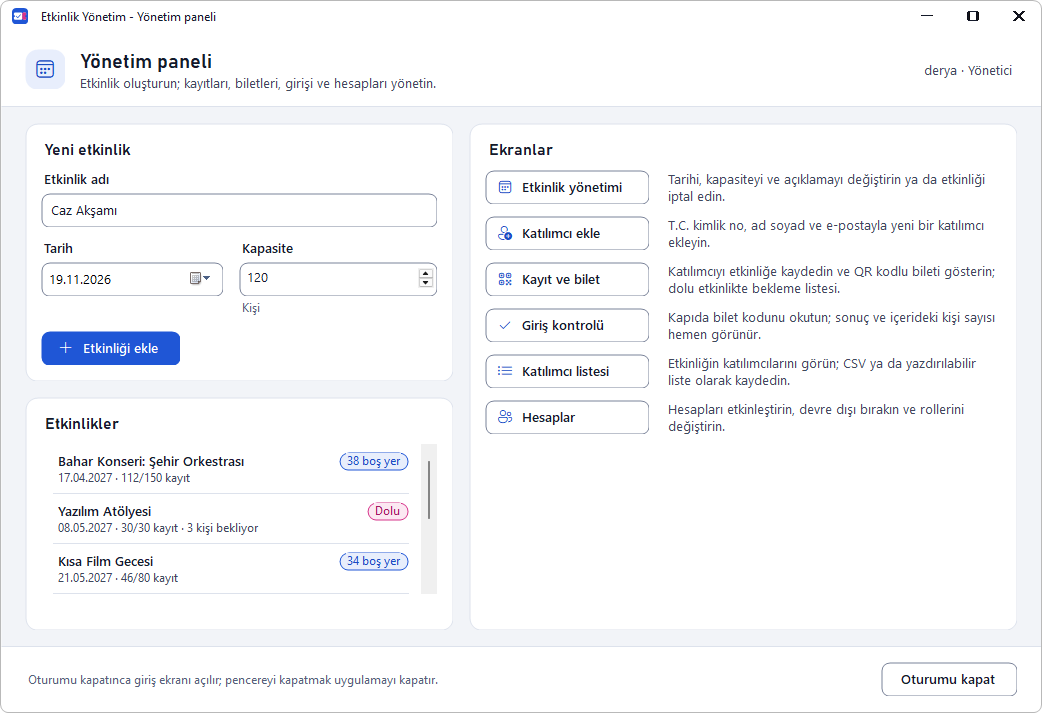 Etkinlik Yönetim - Yönetim paneli
Yönetim paneli
Etkinlik oluşturun; kayıtları, biletleri, girişi ve hesapları yönetin.
derya · Yönetici
Yeni etkinlik
Etkinlik adı
Caz Akşamı
Tarih
Kapasite
19.11.2026
120
Kişi
Etkinliği ekle
Etkinlikler
Bahar Konseri: Şehir Orkestrası
38 boş yer
17.04.2027 · 112/150 kayıt
Yazılım Atölyesi
Dolu
08.05.2027 · 30/30 kayıt · 3 kişi bekliyor
Kısa Film Gecesi
34 boş yer
21.05.2027 · 46/80 kayıt
Ekranlar
Etkinlik yönetimi
Tarihi, kapasiteyi ve açıklamayı değiştirin ya da etkinliği
iptal edin.
Katılımcı ekle
T.C. kimlik no, ad soyad ve e-postayla yeni bir katılımcı
ekleyin.
Kayıt ve bilet
Katılımcıyı etkinliğe kaydedin ve QR kodlu bileti gösterin;
dolu etkinlikte bekleme listesi.
Giriş kontrolü
Kapıda bilet kodunu okutun; sonuç ve içerideki kişi sayısı
hemen görünür.
Katılımcı listesi
Etkinliğin katılımcılarını görün; CSV ya da yazdırılabilir
liste olarak kaydedin.
Hesaplar
Hesapları etkinleştirin, devre dışı bırakın ve rollerini
değiştirin.
Oturumu kapatınca giriş ekranı açılır; pencereyi kapatmak uygulamayı kapatır.
Oturumu kapat